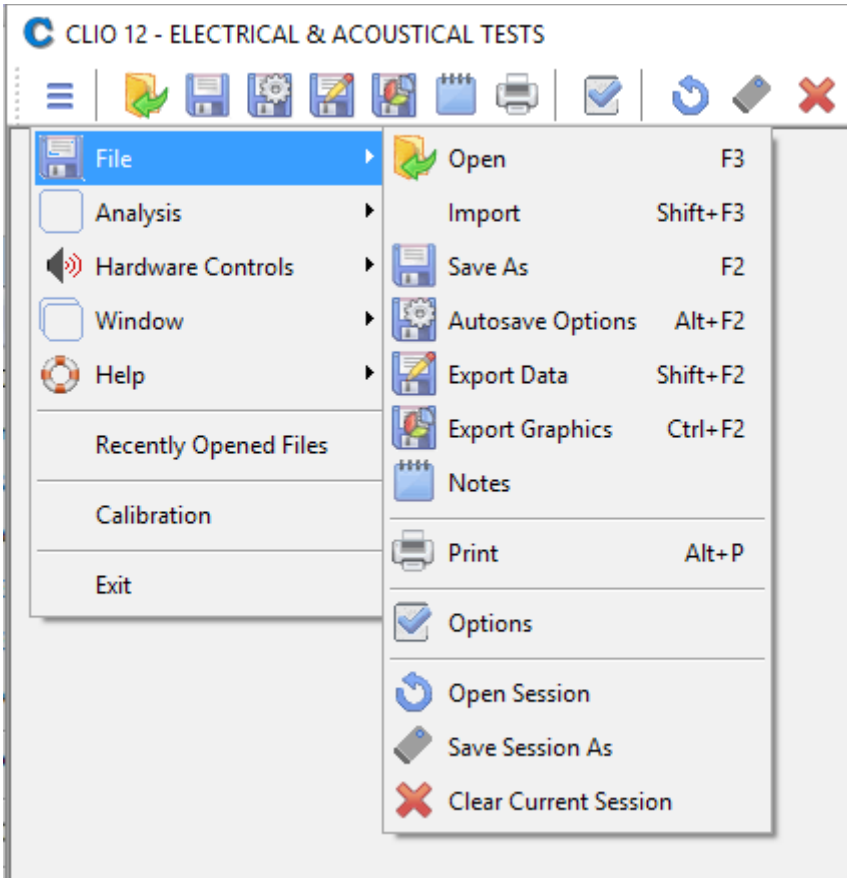 CLIO 12 - ELECTRICAL & ACOUSTICAL TESTS
File
Analysis
Hardware Controls
Window
Help
Recently Opened Files
Calibration
Exit
Open F3
Import Shift+F3
Save As F2
Autosave Options Alt+F2
Export Data Shift+F2
Export Graphics Ctrl+F2
Notes
Print Alt+P
Options
Open Session
Save Session As
Clear Current Session